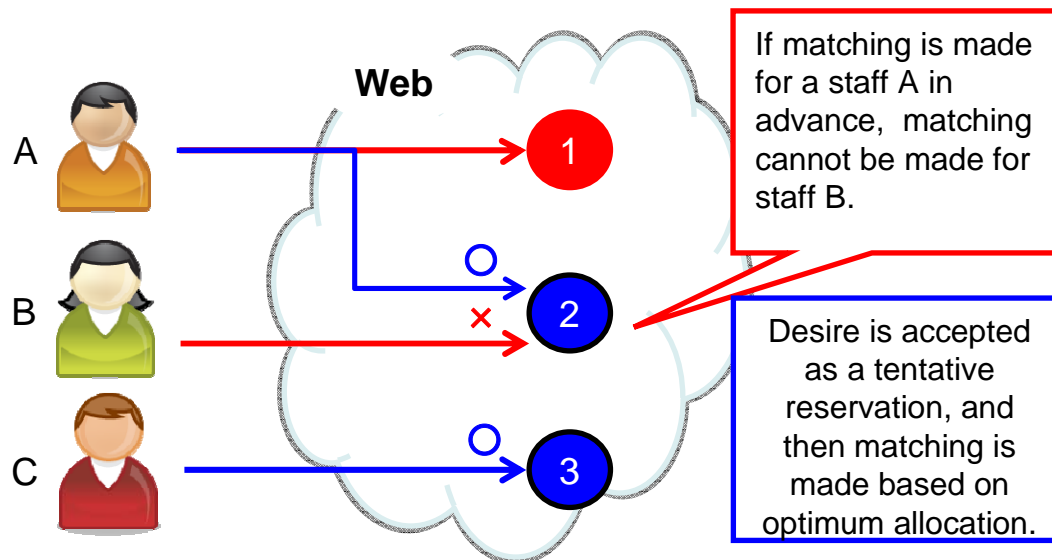 Web
A
B
C
1
2
×
3
If matching is made
for a staff A in
advance, matching
cannot be made for
staff B.
Desire is accepted
as a tentative
reservation, and
then matching is
made based on
optimum allocation.